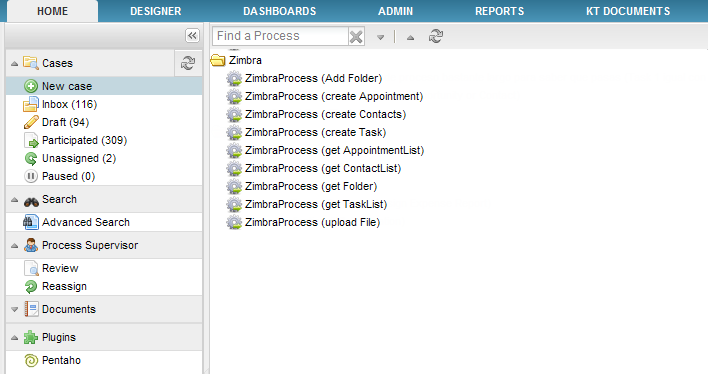 HOME DESIGNER DASHBOARDS ADMIN REPORTS KT DOCUMENTS
Find a Process
Cases
New case
Inbox (116)
Draft (94)
Participated (309)
Unassigned (2)
Paused (0)
Search
Advanced Search
Process Supervisor
Review
Reassign
Documents
Plugins
Pentaho
Zimbra
ZimbraProcess (Add Folder)
ZimbraProcess (create Appointment)
ZimbraProcess (create Contacts)
ZimbraProcess (create Task)
ZimbraProcess (get AppointmentList)
ZimbraProcess (get ContactList)
ZimbraProcess (get Folder)
ZimbraProcess (get TaskList)
ZimbraProcess (upload File)